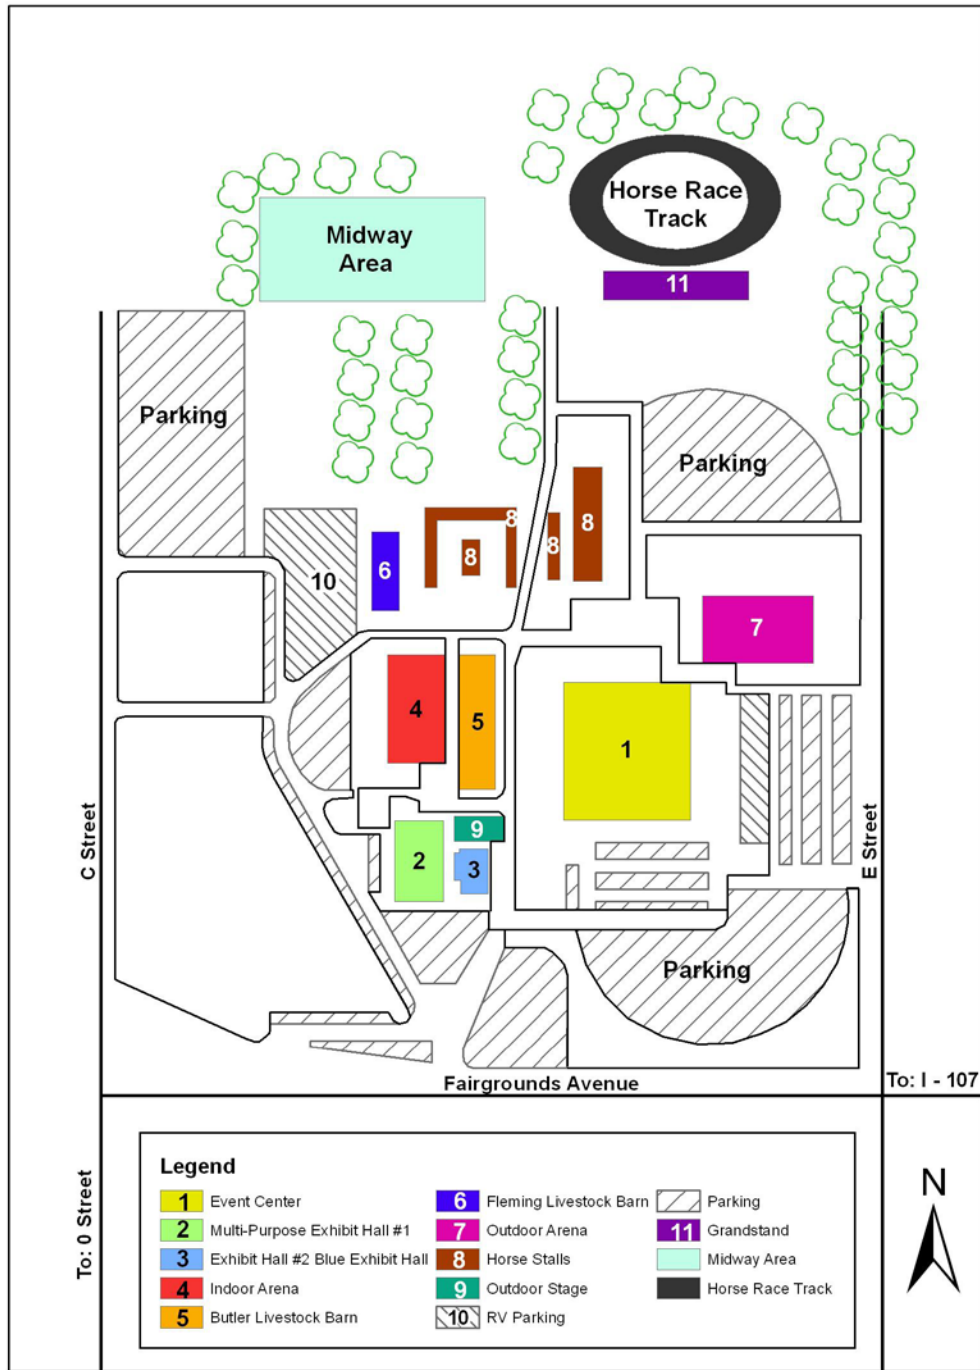 Horse Race
Track
Midway
Area
11
Parking
Parking
8
8
8
8
6
10
7
4
5
1
9
2
3
C Street
E Street
Parking
Fairgrounds Avenue
To: I - 107
To: 0 Street
Legend
1 Event Center
2 Multi-Purpose Exhibit Hall #1
3 Exhibit Hall #2 Blue Exhibit Hall
4 Indoor Arena
5 Butler Livestock Barn
6 Fleming Livestock Barn
7 Outdoor Arena
8 Horse Stalls
9 Outdoor Stage
10 RV Parking
Parking
11 Grandstand
Midway Area
Horse Race Track
N